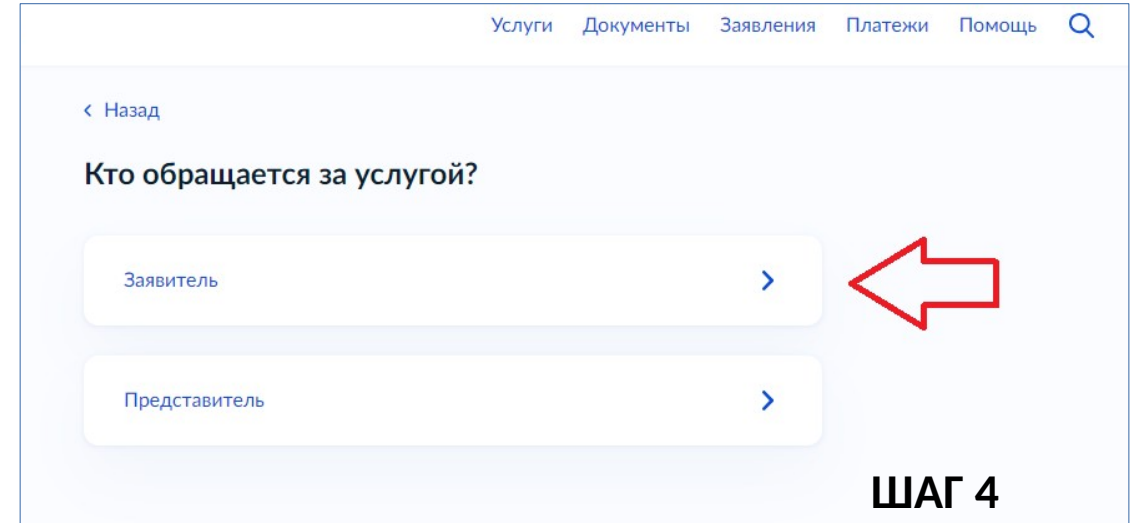 Услуги Документы Заявления Платежи Помощь
Назад
Кто обращается за услугой?
Заявитель
Представитель
ШАГ 4